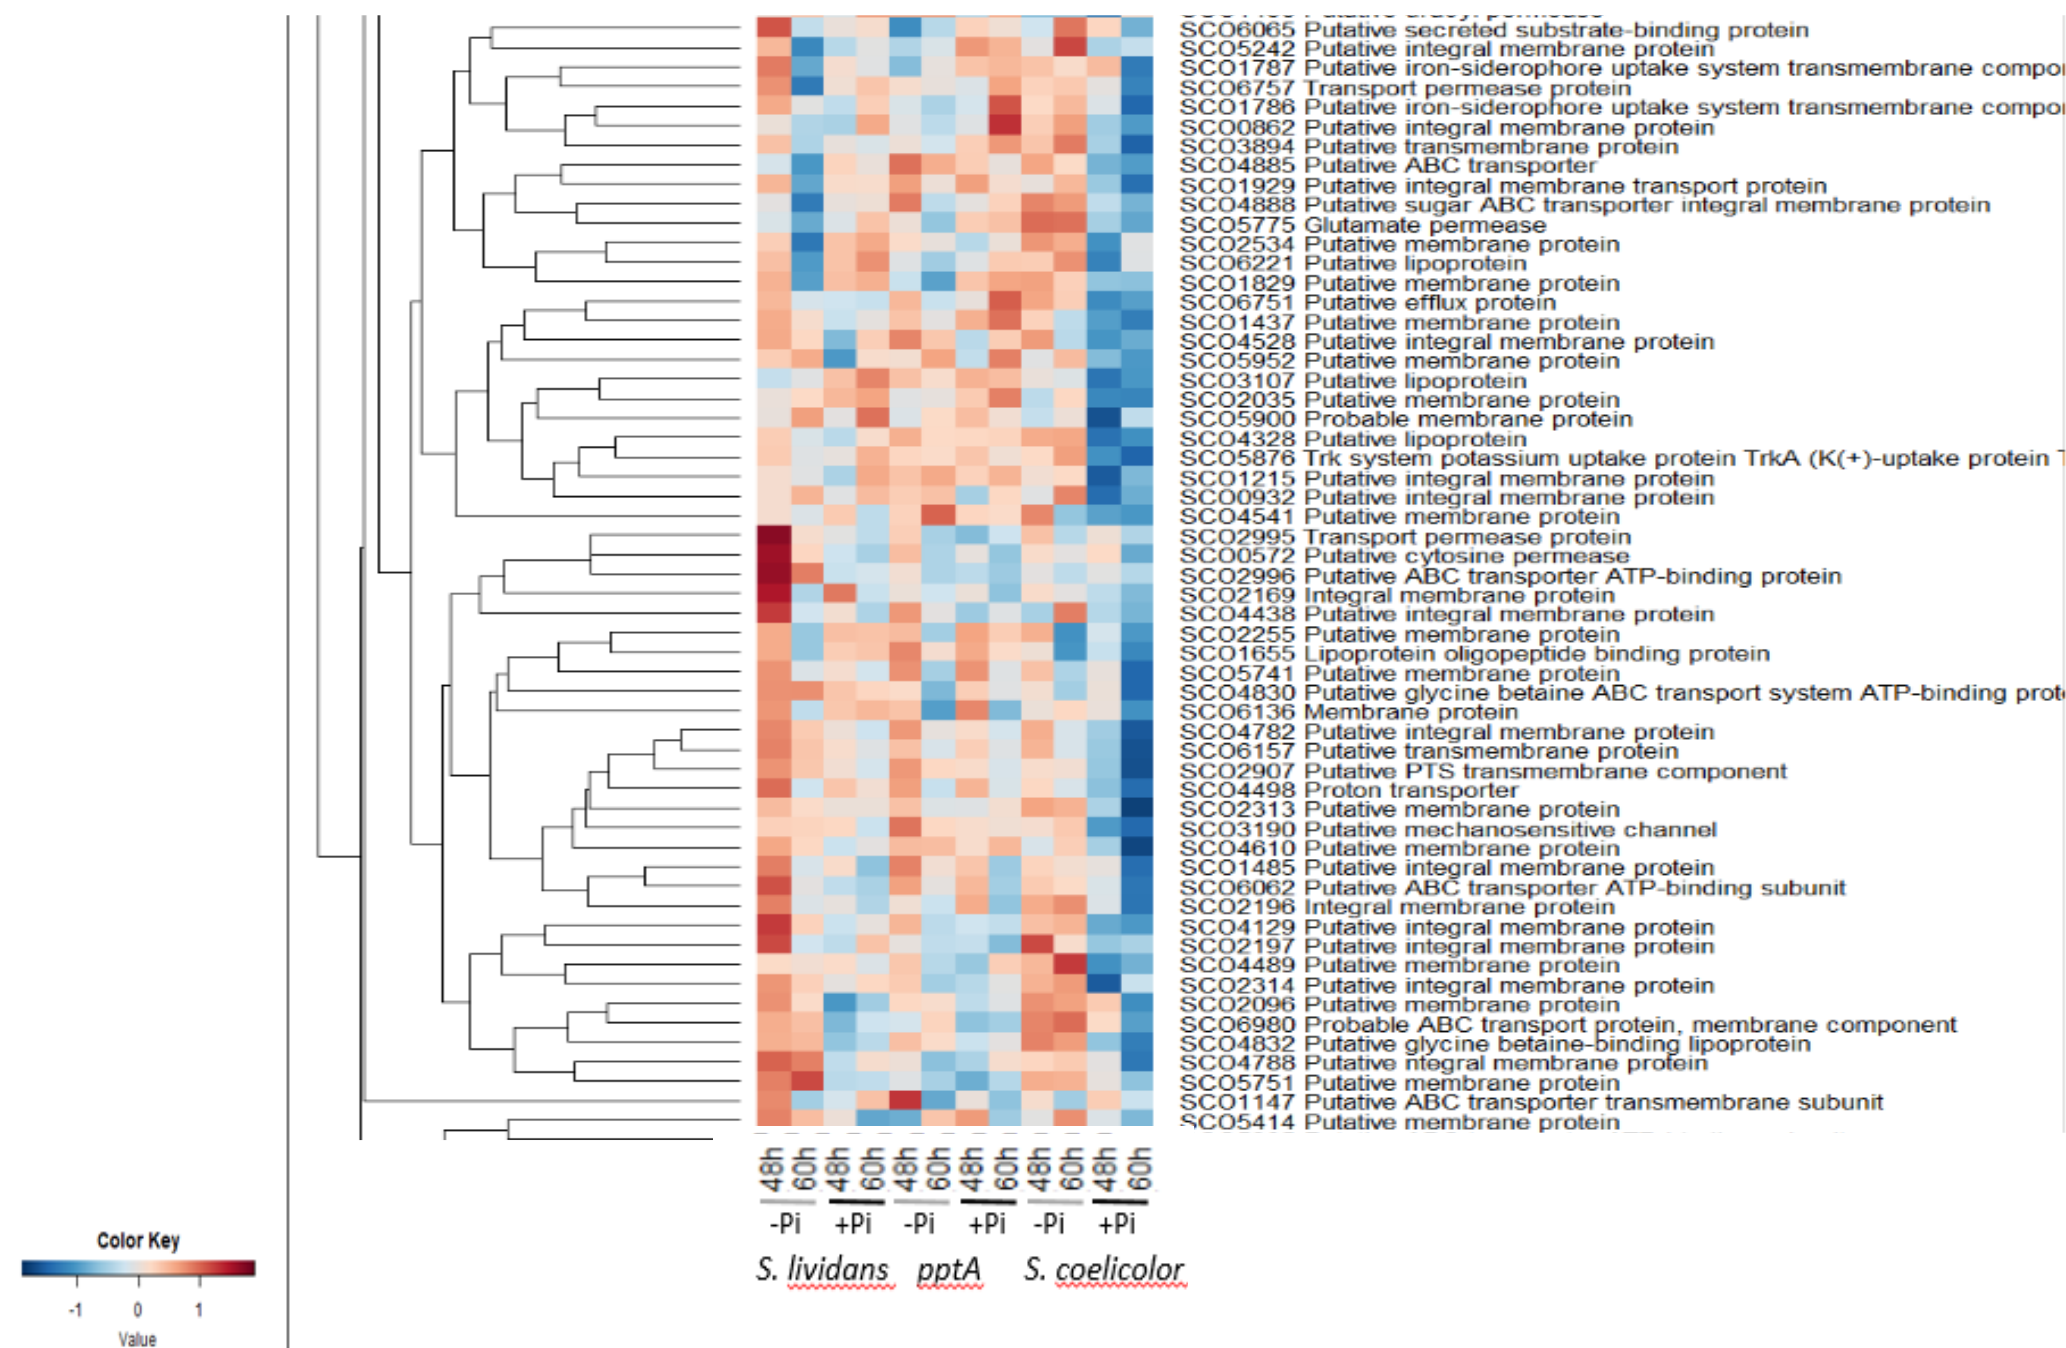 SCO6065 Putative secreted substrate-binding protein
SCO5242 Putative integral membrane protein
SCO1787 Putative iron-siderophore uptake system transmembrane compo
SCO6757 Transport permease protein
SCO1786 Putative iron-siderophore uptake system transmembrane compo
SCO0862 Putative integral membrane protein
SCO3894 Putative transmembrane protein
SCO4885 Putative ABC transporter
SCO1929 Putative integral membrane transport protein
SCO4888 Putative sugar ABC transporter integral membrane protein
SCO5775 Glutamate permease
SCO2534 Putative membrane protein
SCO6221 Putative lipoprotein
SCO1829 Putative membrane protein
SCO6751 Putative efflux protein
SCO1437 Putative membrane protein
SCO4528 Putative integral membrane protein
SCO5952 Putative membrane protein
SCO3107 Putative lipoprotein
SCO2035 Putative membrane protein
SCO5900 Probable membrane protein
SCO4328 Putative lipoprotein
SCO5876 Trk system potassium uptake protein TrkA (K(+)-uptake protein
SCO1215 Putative integral membrane protein
SCO0932 Putative integral membrane protein
SCO4541 Putative membrane protein
SCO2995 Transport permease protein
SCO0572 Putative cytosine permease
SCO2996 Putative ABC transporter ATP-binding protein
SCO2169 Integral membrane protein
SCO4438 Putative integral membrane protein
SCO2255 Putative membrane protein
SCO1655 Lipoprotein oligopeptide binding protein
SCO5741 Putative membrane protein
SCO4830 Putative glycine betaine ABC transport system ATP-binding prot
SCO6136 Membrane protein
SCO4782 Putative integral membrane protein
SCO6157 Putative transmembrane protein
SCO2907 Putative PTS transmembrane component
SCO4498 Proton transporter
SCO2313 Putative membrane protein
SCO3190 Putative mechanosensitive channel
SCO4610 Putative membrane protein
SCO1485 Putative integral membrane protein
SCO6062 Putative ABC transporter ATP-binding subunit
SCO2196 Integral membrane protein
SCO4129 Putative integral membrane protein
SCO2197 Putative integral membrane protein
SCO4489 Putative membrane protein
SCO2314 Putative integral membrane protein
SCO2096 Putative membrane protein
SCO6980 Probable ABC transport protein, membrane component
SCO4832 Putative glycine betaine-binding lipoprotein
SCO4788 Putative ntegral membrane protein
SCO5751 Putative membrane protein
SCO1147 Putative ABC transporter transmembrane subunit
SCO5414 Putative membrane protein
48h 60h 48h 60h 48h 60h 48h 60h 48h 60h 48h 60h
-Pi +Pi -Pi +Pi -Pi +Pi
S. lividans pptA S. coelicolor
Color Key
-1 0 1
Value